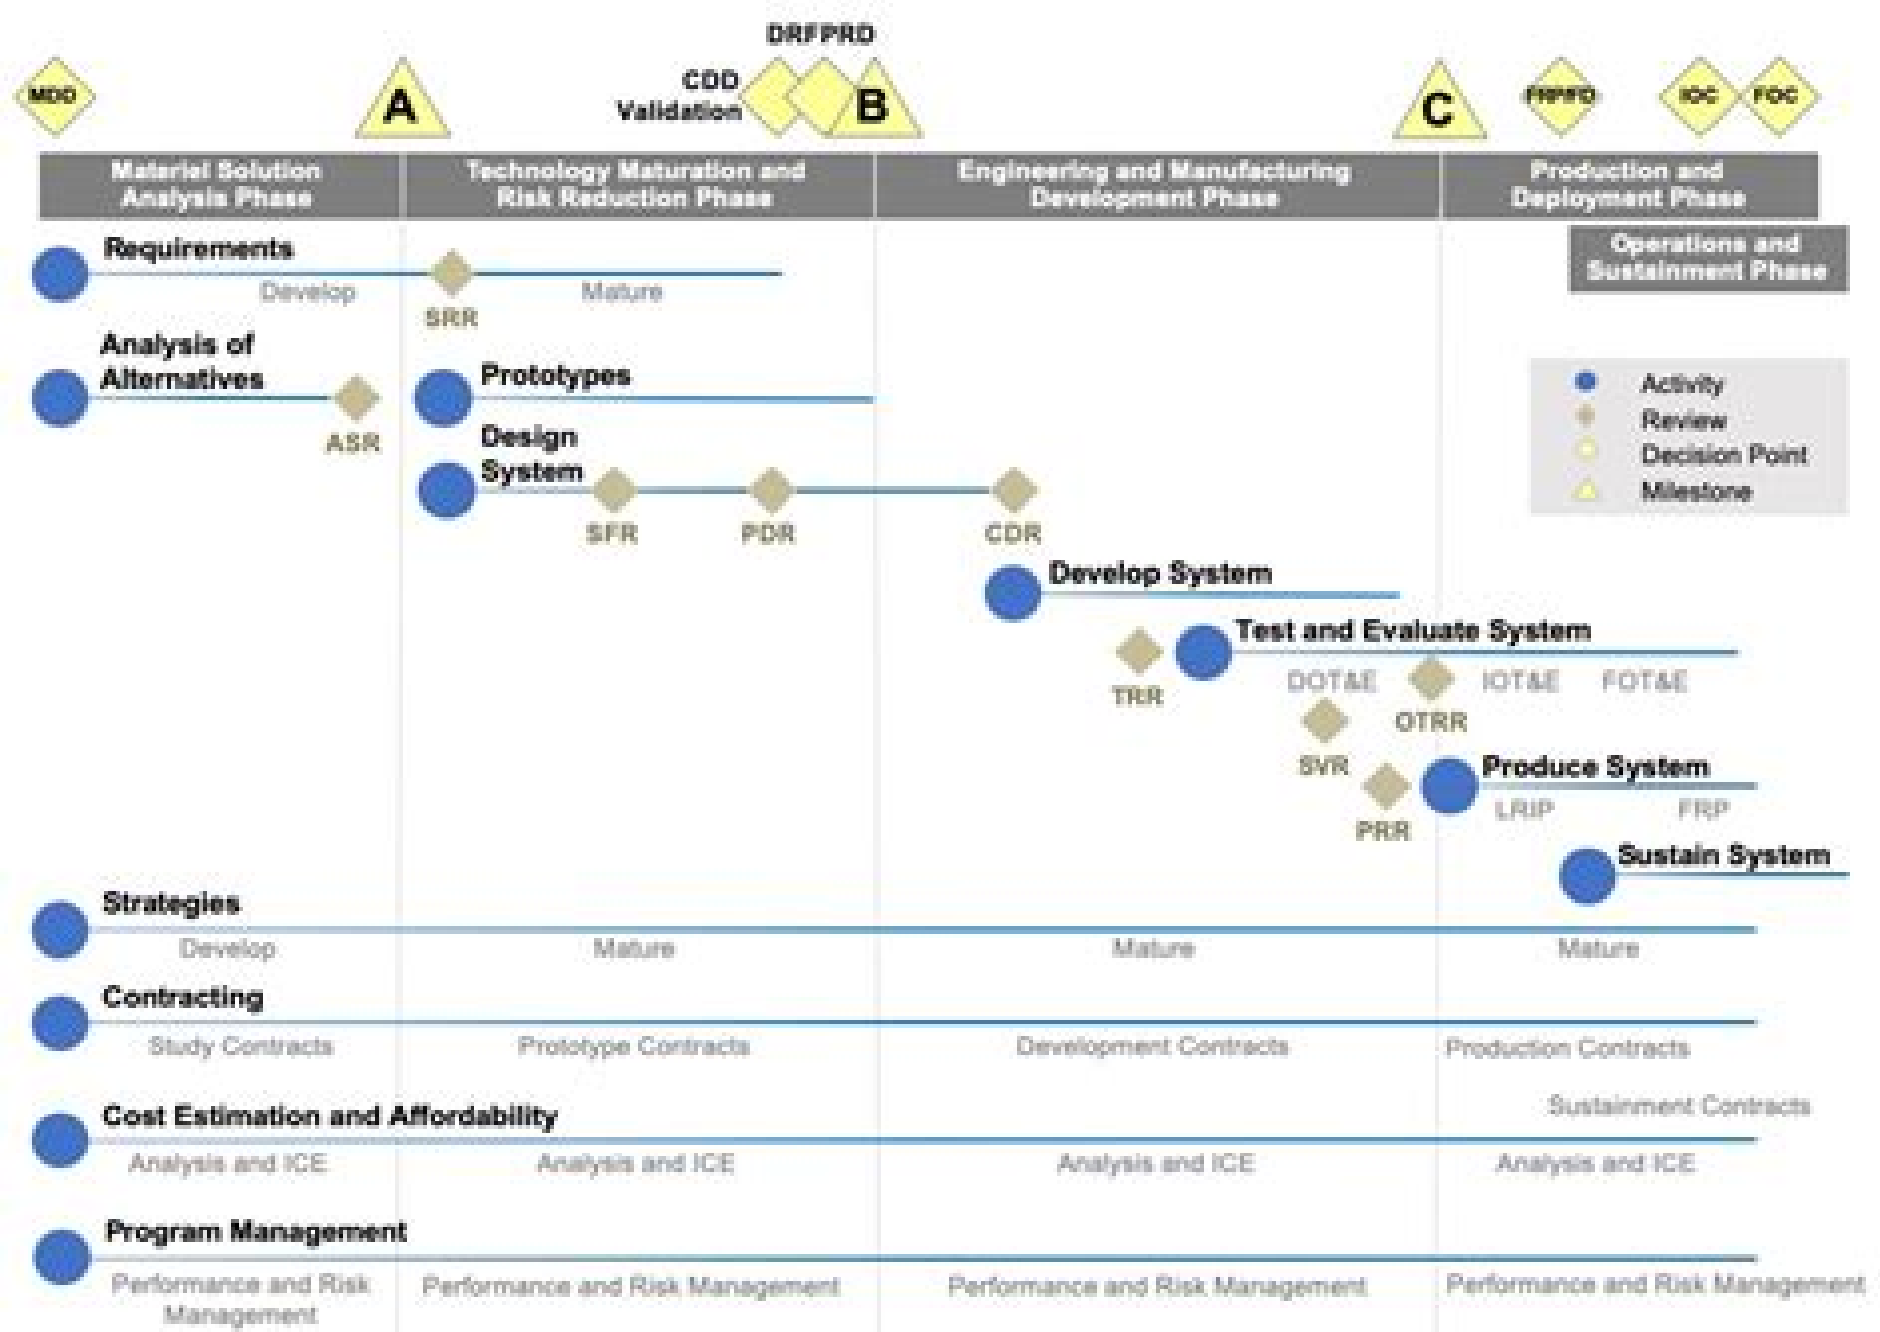 DRFPRD
MDD
A
CDD
Validation
B
C
FRP/FD
IOC
FOC
Materiel Solution
Analysis Phase
Technology Maturation and
Risk Reduction Phase
Engineering and Manufacturing
Development Phase
Production and
Deployment Phase
Operations and
Sustainment Phase
Requirements
Develop
SRR
Mature
Analysis of
Alternatives
ASR
Prototypes
Design
System
SFR
PDR
CDR
Activity
Review
Decision Point
Milestone
Develop System
Test and Evaluate System
TRR
DOT&E
OTRR
IOT&E
FOT&E
SVR
PRR
Produce System
LRIP
FRP
Sustain System
Strategies
Develop
Mature
Mature
Mature
Contracting
Study Contracts
Prototype Contracts
Development Contracts
Production Contracts
Sustainment Contracts
Cost Estimation and Affordability
Analysis and ICE
Analysis and ICE
Analysis and ICE
Analysis and ICE
Program Management
Performance and Risk
Management
Performance and Risk Management
Performance and Risk Management
Performance and Risk Management